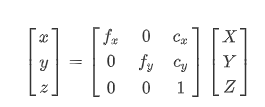 [ x ] = [ f_x 0 c_x ] [ X ]
[ y ] = [ 0 f_y c_y ] [ Y ]
[ z ] = [ 0 0 1 ] [ Z ]